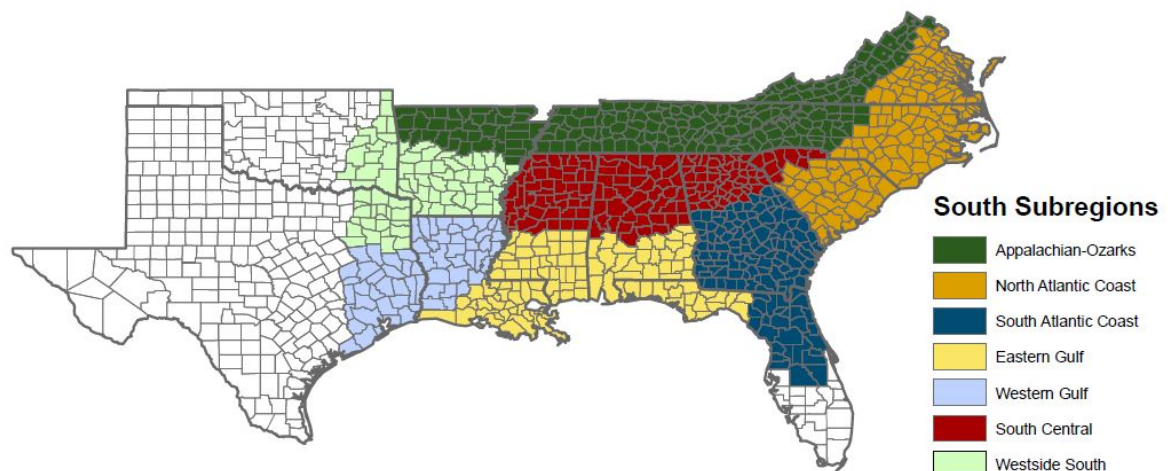 South Subregions
Appalachian-Ozarks
North Atlantic Coast
South Atlantic Coast
Eastern Gulf
Western Gulf
South Central
Westside South